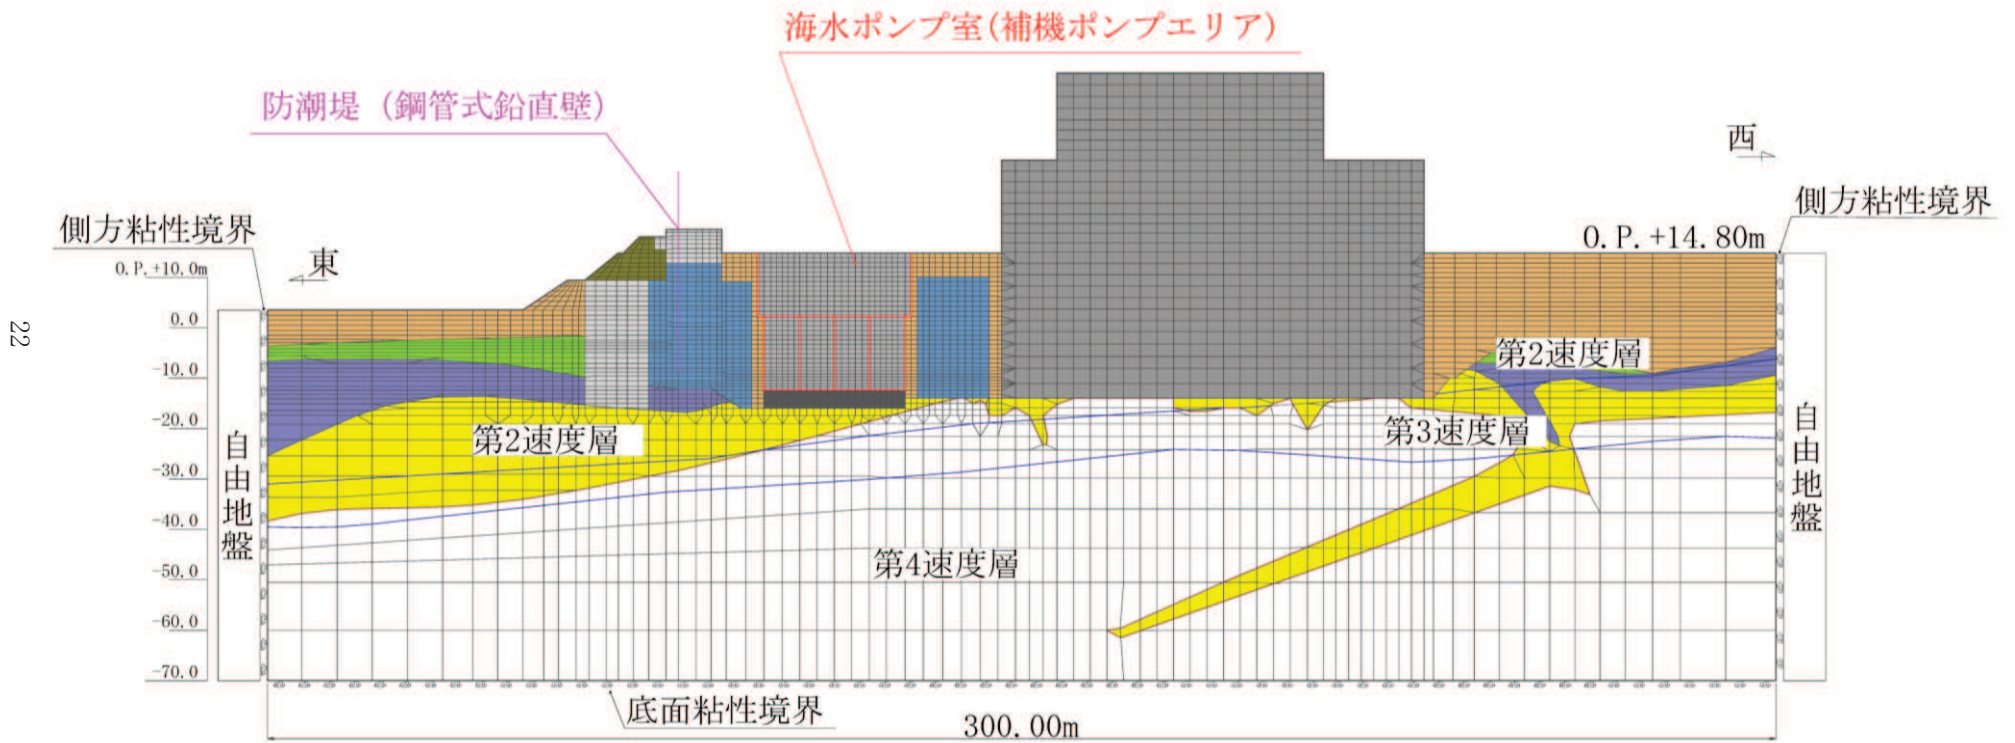 海水ポンプ室(補機ポンプエリア)
防潮堤（鋼管式鉛直壁）
西
側方粘性境界
側方粘性境界
O.P.+14.80m
東
O.P.+10.0m
0.0
-10.0
-20.0
-30.0
-40.0
-50.0
-60.0
-70.0
22
第2速度層
第2速度層
第3速度層
第4速度層
自由地盤
自由地盤
底面粘性境界
300.00m